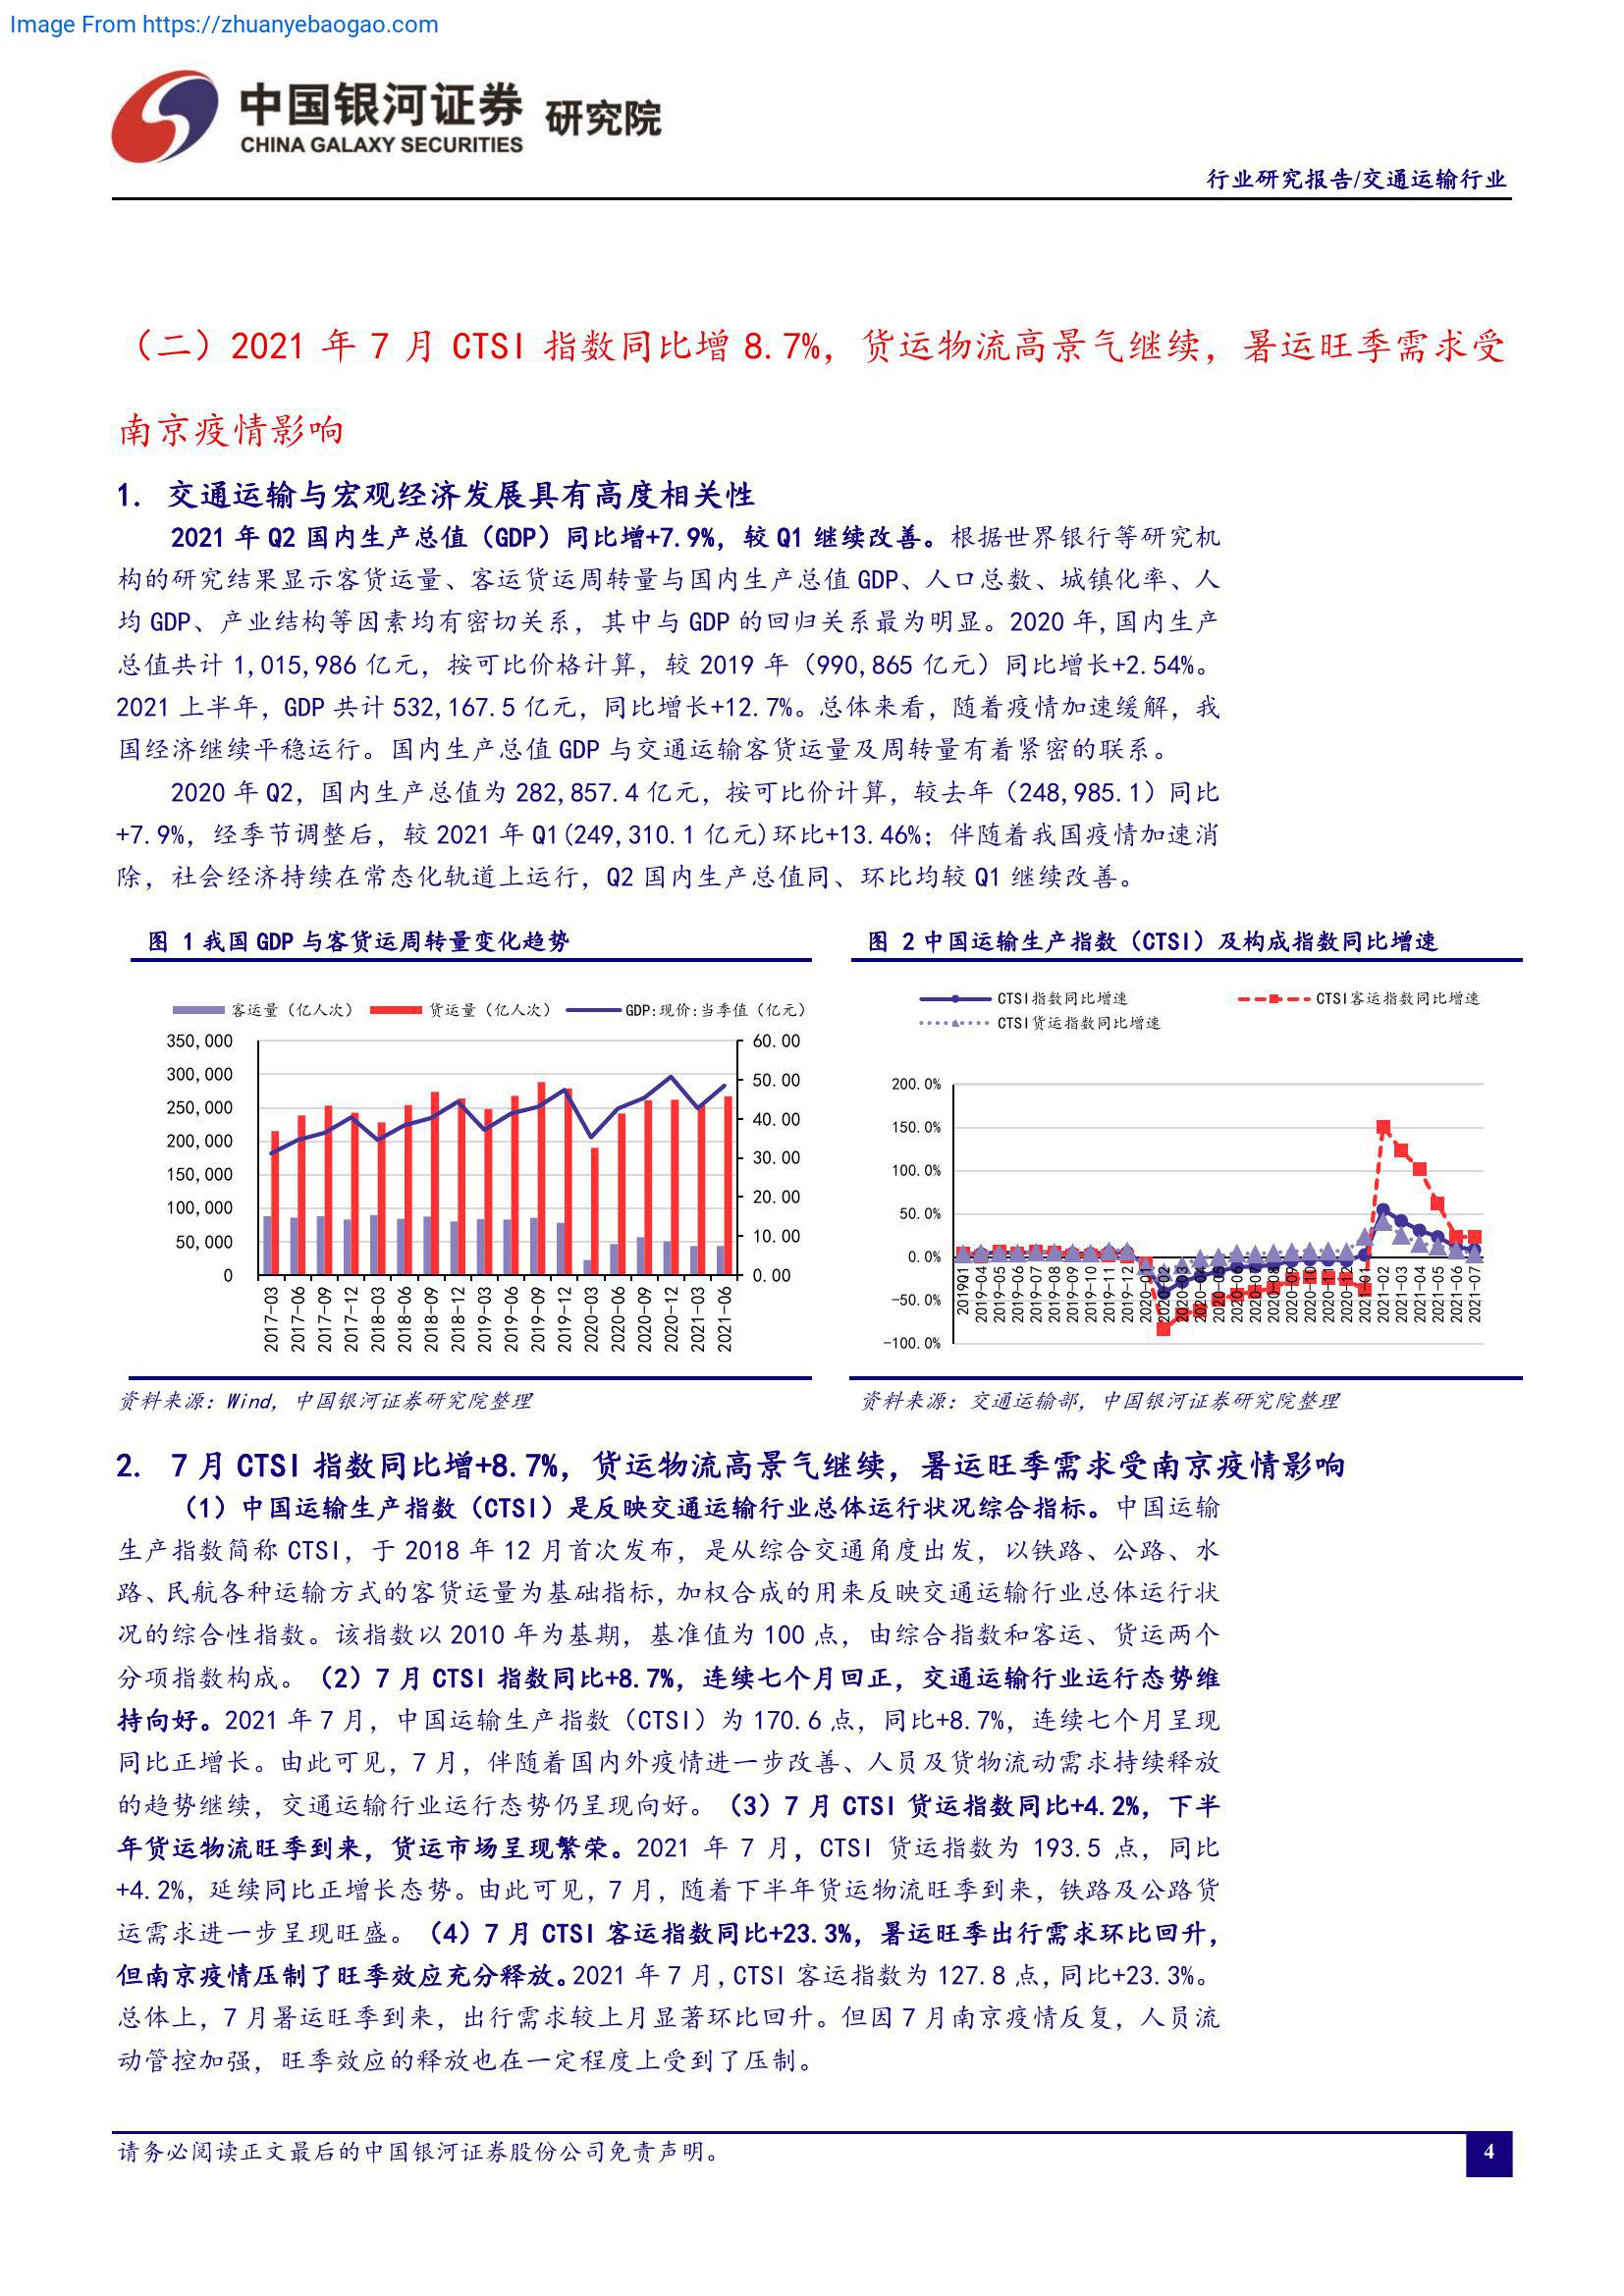 Image From https://zhuanyebaogao.com
中国银河证券 研究院
CHINA GALAXY SECURITIES
行业研究报告/交通运输行业
（二）2021 年 7 月 CTSI 指数同比增 8.7%，货运物流高景气继续，暑运旺季需求受
南京疫情影响
1. 交通运输与宏观经济发展具有高度相关性
2021 年 Q2 国内生产总值（GDP）同比增+7.9%，较 Q1 继续改善。根据世界银行等研究机
构的研究结果显示客货运量、客运货运周转量与国内生产总值 GDP、人口总数、城镇化率、人
均 GDP、产业结构等因素均有密切关系，其中与 GDP 的回归关系最为明显。2020 年,国内生产
总值共计 1,015,986 亿元，按可比价格计算，较 2019 年（990,865 亿元）同比增长+2.54%。
2021 上半年，GDP 共计 532,167.5 亿元，同比增长+12.7%。总体来看，随着疫情加速缓解，我
国经济继续平稳运行。国内生产总值 GDP 与交通运输客货运量及周转量有着紧密的联系。
2020 年 Q2，国内生产总值为 282,857.4 亿元，按可比价计算，较去年（248,985.1）同比
+7.9%，经季节调整后，较 2021 年 Q1(249,310.1 亿元)环比+13.46%；伴随着我国疫情加速消
除，社会经济持续在常态化轨道上运行，Q2 国内生产总值同、环比均较 Q1 继续改善。
图 1 我国 GDP 与客货运周转量变化趋势
客运量（亿人次） 货运量（亿人次） GDP:现价:当季值（亿元）
350,000
300,000
250,000
200,000
150,000
100,000
50,000
0
60.00
50.00
40.00
30.00
20.00
10.00
0.00
2017-03
2017-06
2017-09
2017-12
2018-03
2018-06
2018-09
2018-12
2019-03
2019-06
2019-09
2019-12
2020-03
2020-06
2020-09
2020-12
2021-03
2021-06
资料来源：Wind, 中国银河证券研究院整理
图 2 中国运输生产指数（CTSI）及构成指数同比增速
CTSI指数同比增速 CTSI客运指数同比增速
CTSI货运指数同比增速
200.0%
150.0%
100.0%
50.0%
0.0%
-50.0%
-100.0%
2019Q1
2019-04
2019-05
2019-06
2019-07
2019-08
2019-09
2019-10
2019-11
2019-12
2020-01
2020-02
2020-03
2020-04
2020-05
2020-06
2020-07
2020-08
2020-09
2020-10
2020-11
2020-12
2021-01
2021-02
2021-03
2021-04
2021-05
2021-06
2021-07
资料来源：交通运输部, 中国银河证券研究院整理
2. 7 月 CTSI 指数同比增+8.7%，货运物流高景气继续，暑运旺季需求受南京疫情影响
（1）中国运输生产指数（CTSI）是反映交通运输行业总体运行状况综合指标。中国运输
生产指数简称 CTSI，于 2018 年 12 月首次发布，是从综合交通角度出发，以铁路、公路、水
路、民航各种运输方式的客货运量为基础指标,加权合成的用来反映交通运输行业总体运行状
况的综合性指数。该指数以 2010 年为基期，基准值为 100 点，由综合指数和客运、货运两个
分项指数构成。（2）7 月 CTSI 指数同比+8.7%，连续七个月回正，交通运输行业运行态势维
持向好。2021 年 7 月，中国运输生产指数（CTSI）为 170.6 点，同比+8.7%，连续七个月呈现
同比正增长。由此可见，7 月，伴随着国内外疫情进一步改善、人员及货物流动需求持续释放
的趋势继续，交通运输行业运行态势仍呈现向好。（3）7 月 CTSI 货运指数同比+4.2%，下半
年货运物流旺季到来，货运市场呈现繁荣。2021 年 7 月，CTSI 货运指数为 193.5 点，同比
+4.2%，延续同比正增长态势。由此可见，7 月，随着下半年货运物流旺季到来，铁路及公路货
运需求进一步呈现旺盛。（4）7 月 CTSI 客运指数同比+23.3%，暑运旺季出行需求环比回升，
但南京疫情压制了旺季效应充分释放。2021 年 7 月,CTSI 客运指数为 127.8 点,同比+23.3%。
总体上，7 月暑运旺季到来，出行需求较上月显著环比回升。但因 7 月南京疫情反复，人员流
动管控加强，旺季效应的释放也在一定程度上受到了压制。
请务必阅读正文最后的中国银河证券股份公司免责声明。
4